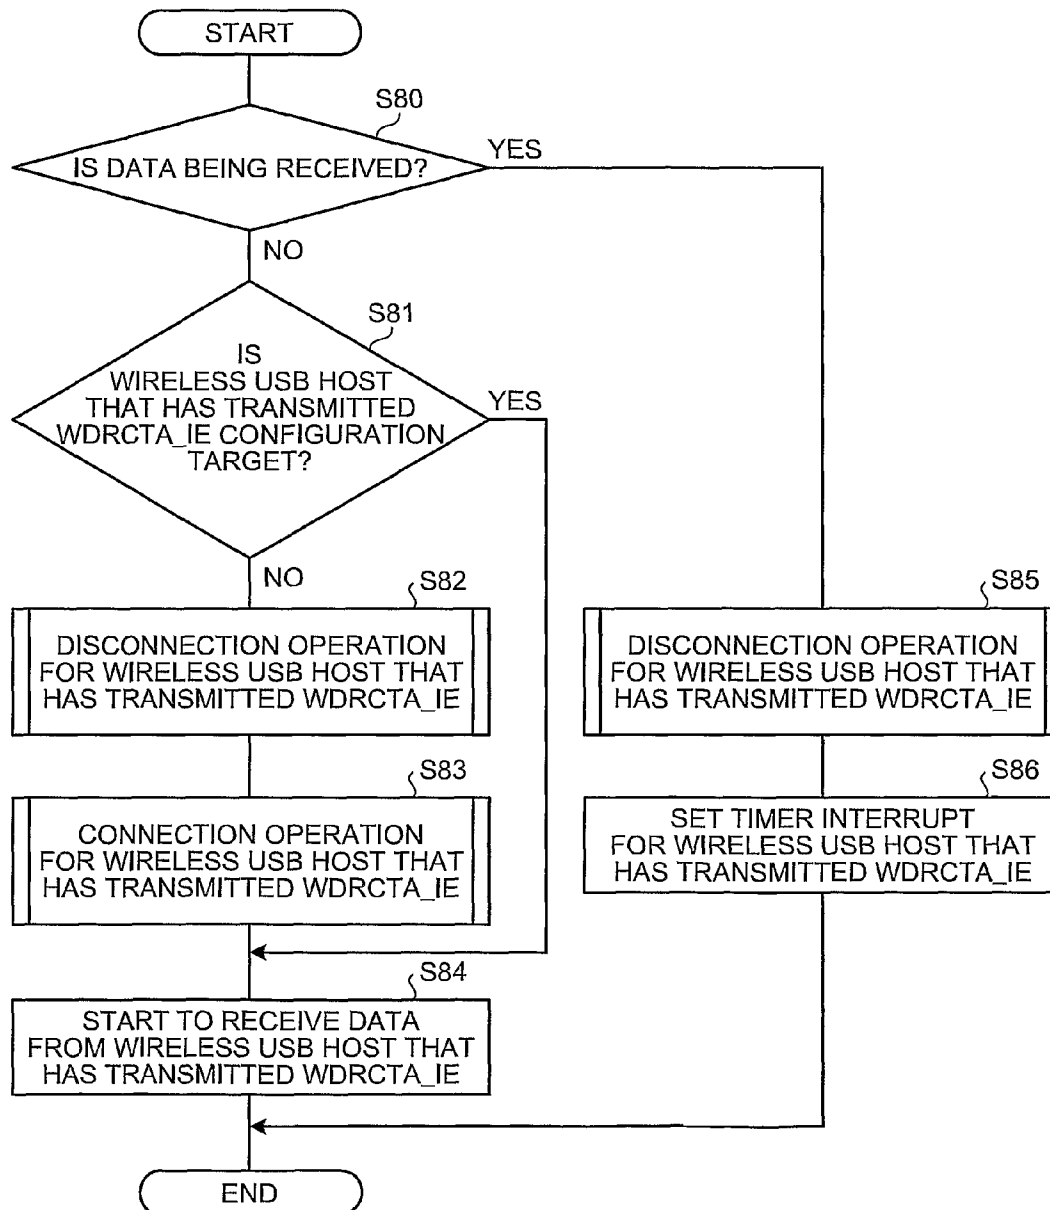 START
S80
IS DATA BEING RECEIVED?
YES
NO
S81
IS
WIRELESS USB HOST
THAT HAS TRANSMITTED
WDRCTA_IE CONFIGURATION
TARGET?
YES
NO
S82
DISCONNECTION OPERATION
FOR WIRELESS USB HOST THAT
HAS TRANSMITTED WDRCTA_IE
S85
DISCONNECTION OPERATION
FOR WIRELESS USB HOST THAT
HAS TRANSMITTED WDRCTA_IE
S83
CONNECTION OPERATION
FOR WIRELESS USB HOST THAT
HAS TRANSMITTED WDRCTA_IE
S86
SET TIMER INTERRUPT
FOR WIRELESS USB HOST THAT
HAS TRANSMITTED WDRCTA_IE
S84
START TO RECEIVE DATA
FROM WIRELESS USB HOST THAT
HAS TRANSMITTED WDRCTA_IE
END